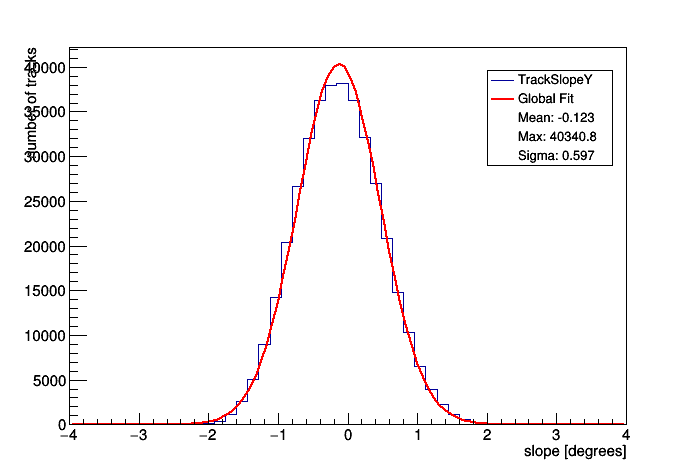 number of tracks
40000
35000
30000
25000
20000
15000
10000
5000
0
−4 −3 −2 −1 0 1 2 3 4
slope [degrees]
TrackSlopeY
Global Fit
Mean: -0.123
Max: 40340.8
Sigma: 0.597